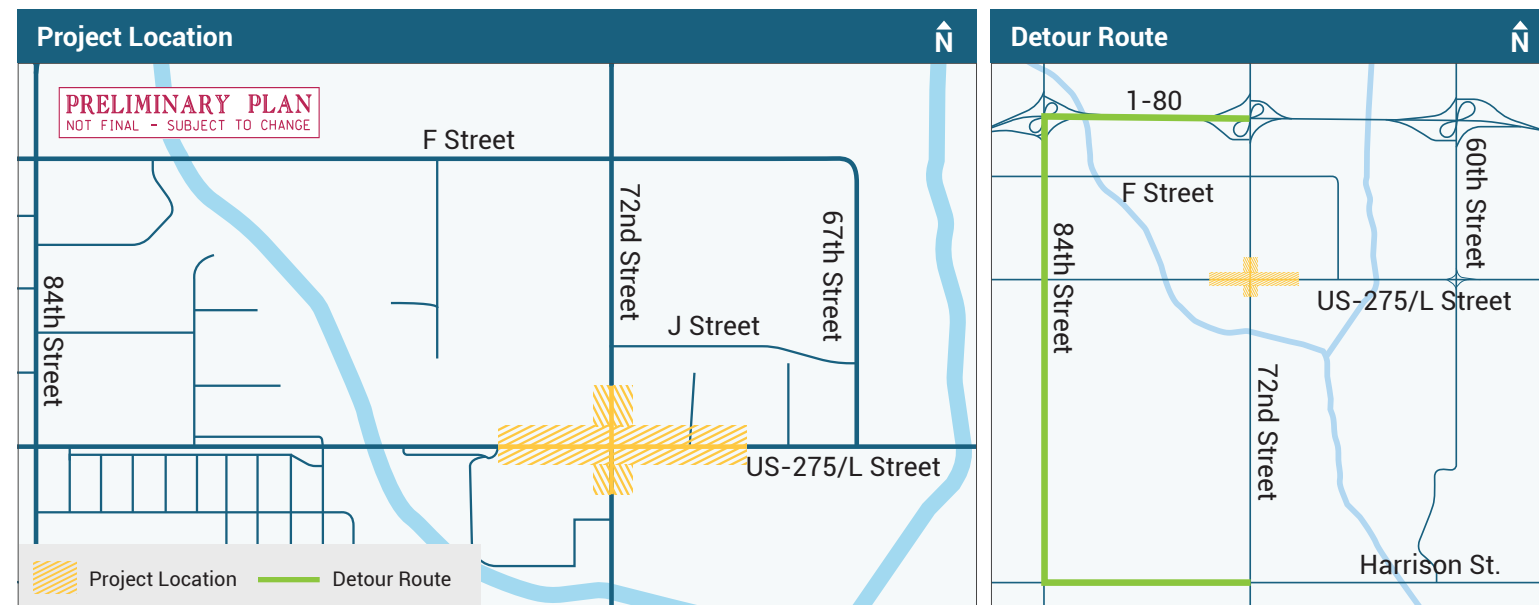 Project Location
N
PRELIMINARY PLAN
NOT FINAL - SUBJECT TO CHANGE
F Street
72nd Street
67th Street
84th Street
J Street
US-275/L Street
Project Location
Detour Route
Detour Route
N
1-80
F Street
60th Street
84th Street
US-275/L Street
72nd Street
Harrison St.